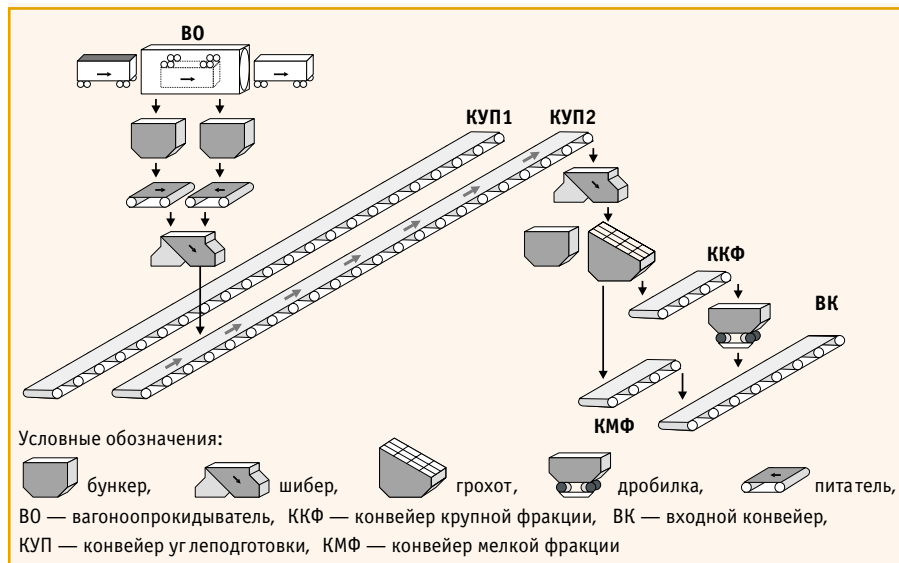 ВО
КУП1 КУП2
ККФ
ВК
КМФ
Условные обозначения:
бункер, шибер, грохот, дробилка, питатель,
ВО — вагоноопрокидыватель, ККФ — конвейер крупной фракции, ВК — входной конвейер,
КУП — конвейер углеподготовки, КМФ — конвейер мелкой фракции